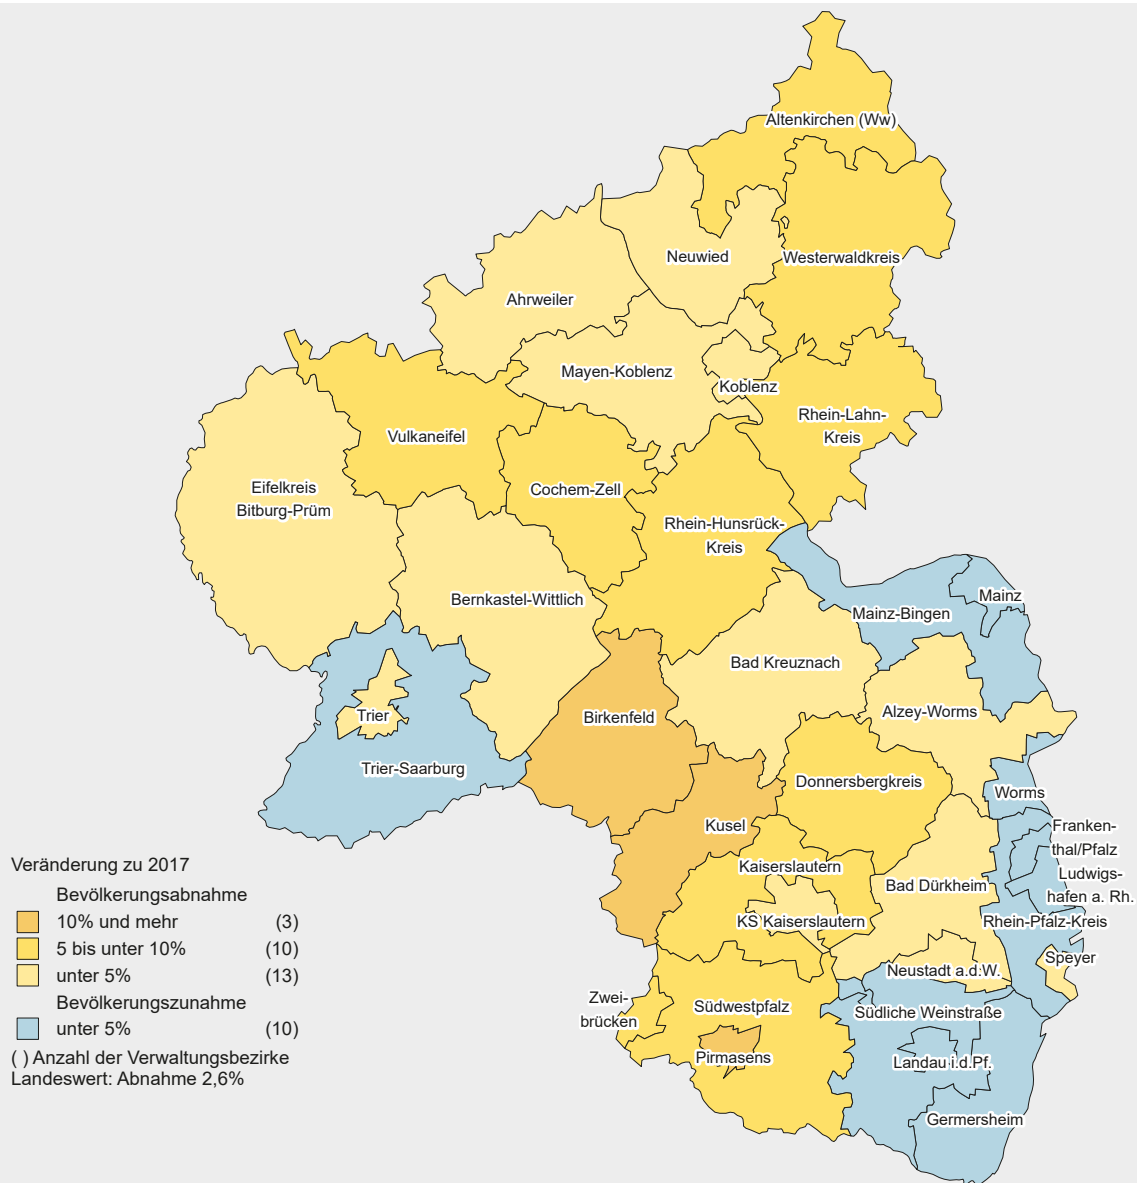 Altenkirchen (Ww)
Neuwied
Westerwaldkreis
Ahrweiler
Mayen-Koblenz
Koblenz
Rhein-Lahn-
Kreis
Vulkaneifel
Cochem-Zell
Eifelkreis
Bitburg-Prüm
Rhein-Hunsrück-
Kreis
Bernkastel-Wittlich
Mainz
Mainz-Bingen
Bad Kreuznach
Birkenfeld
Alzey-Worms
Trier
Trier-Saarburg
Donnersbergkreis
Worms
Kusel
Franken-
thal/Pfalz
Ludwigs-
hafen a. Rh.
Kaiserslautern
Bad Dürkheim
KS Kaiserslautern
Rhein-Pfalz-Kreis
Speyer
Neustadt a.d.W.
Zwei-
brücken
Südwestpfalz
Südliche Weinstraße
Pirmasens
Landau i.d.Pf.
Germersheim
Veränderung zu 2017
Bevölkerungsabnahme
10% und mehr (3)
5 bis unter 10% (10)
unter 5% (13)
Bevölkerungszunahme
unter 5% (10)
( ) Anzahl der Verwaltungsbezirke
Landeswert: Abnahme 2,6%